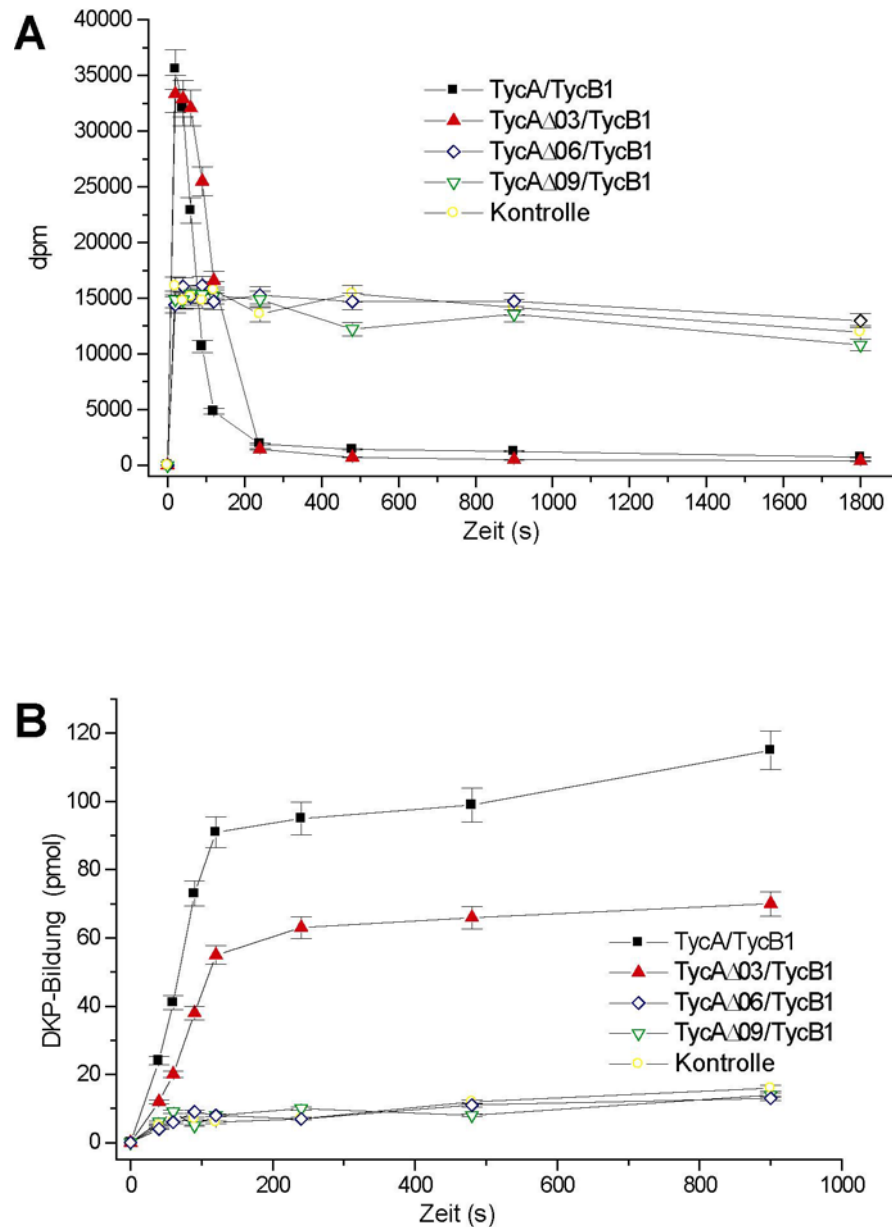 A
40000
35000
30000
25000
20000
15000
10000
5000
0
dpm
TycA/TycB1
TycAΔ03/TycB1
TycAΔ06/TycB1
TycAΔ09/TycB1
Kontrolle
0 200 400 600 800 1000 1200 1400 1600 1800
Zeit (s)
B
120
100
80
60
40
20
0
DKP-Bildung (pmol)
TycA/TycB1
TycAΔ03/TycB1
TycAΔ06/TycB1
TycAΔ09/TycB1
Kontrolle
0 200 400 600 800 1000
Zeit (s)